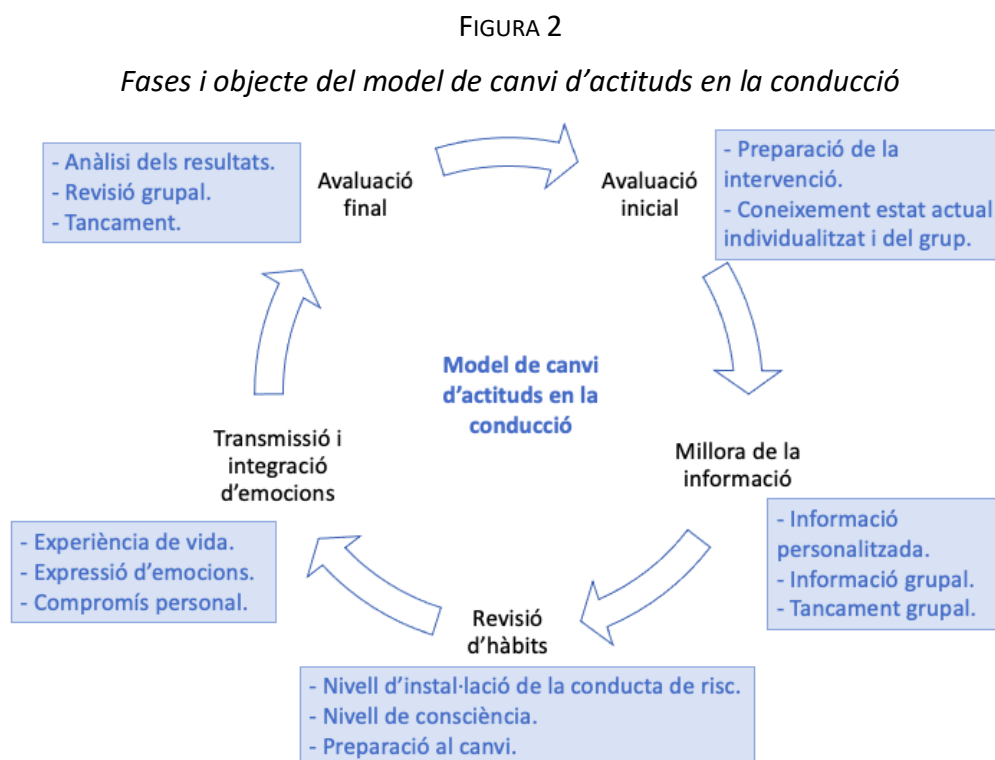 FIGURA 2
Fases i objecte del model de canvi d'actituds en la conducció
- Anàlisi dels resultats.
- Revisió grupal.
- Tancament.
Avaluació
final
Avaluació
inicial
- Preparació de la
intervenció.
- Coneixement estat actual
individualitzat i del grup.
Model de canvi
d'actituds en la
conducció
Transmissió i
integració
d'emocions
Millora de la
informació
- Experiència de vida.
- Expressió d'emocions.
- Compromís personal.
- Informació
personalitzada.
- Informació grupal.
- Tancament grupal.
Revisió
d'hàbits
- Nivell d'instal·lació de la conducta de risc.
- Nivell de consciència.
- Preparació al canvi.